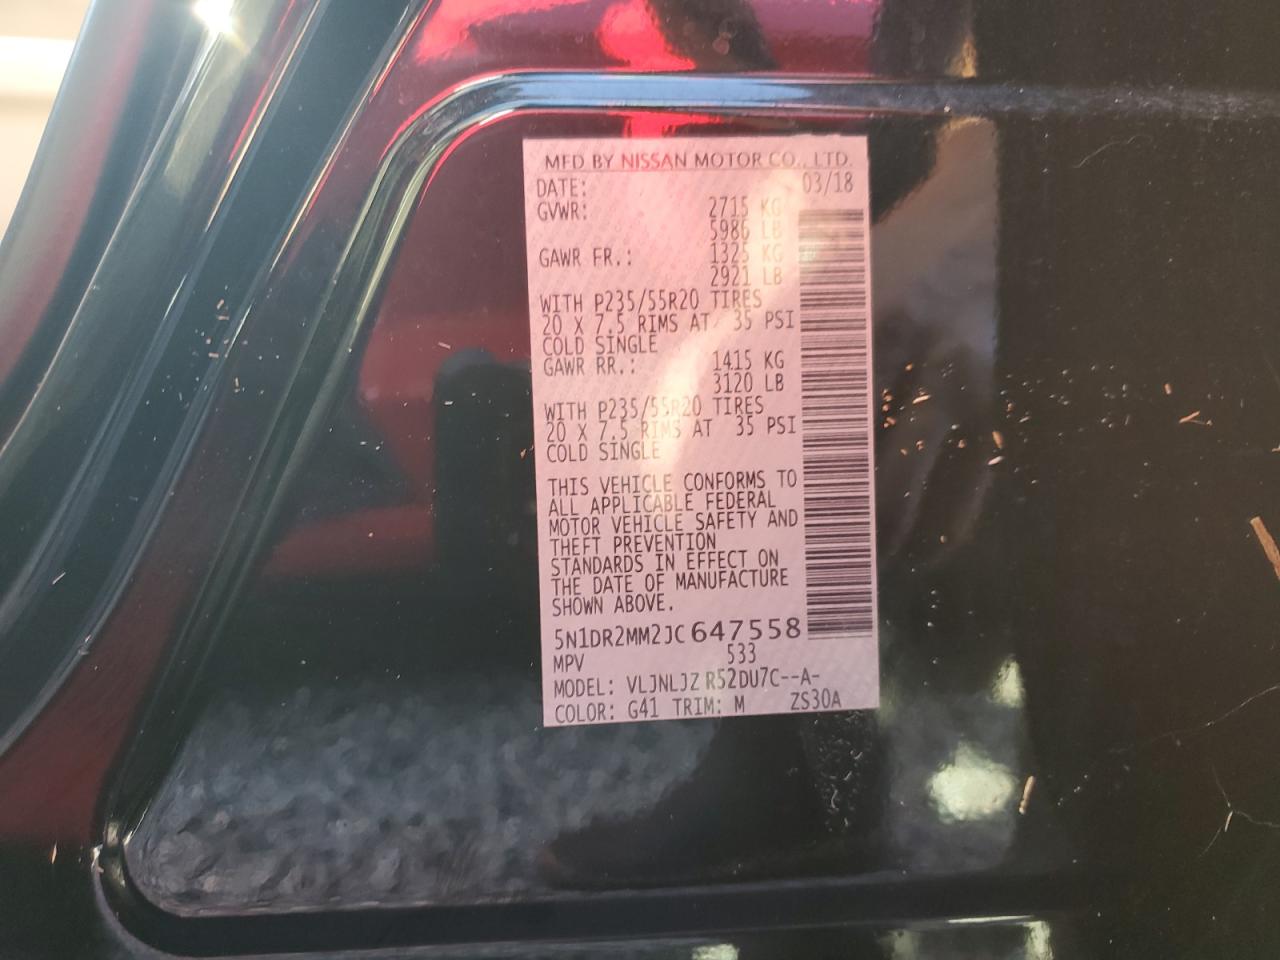 MFD BY NISSAN MOTOR CO., LTD.
DATE: 03/18
GVWR: 2715 KG
5986 LB
GAWR FR.: 1325 KG
2921 LB
WITH P235/55R20 TIRES
20 X 7.5 RIMS AT 35 PSI
COLD SINGLE
GAWR RR.: 1415 KG
3120 LB
WITH P235/55R20 TIRES
20 X 7.5 RIMS AT 35 PSI
COLD SINGLE
THIS VEHICLE CONFORMS TO
ALL APPLICABLE FEDERAL
MOTOR VEHICLE SAFETY AND
THEFT PREVENTION
STANDARDS IN EFFECT ON
THE DATE OF MANUFACTURE
SHOWN ABOVE.
5N1DR2MM2JC647558
MPV 533
MODEL: VLJNLJZ R52DU7C--A-
COLOR: G41 TRIM: M ZS30A